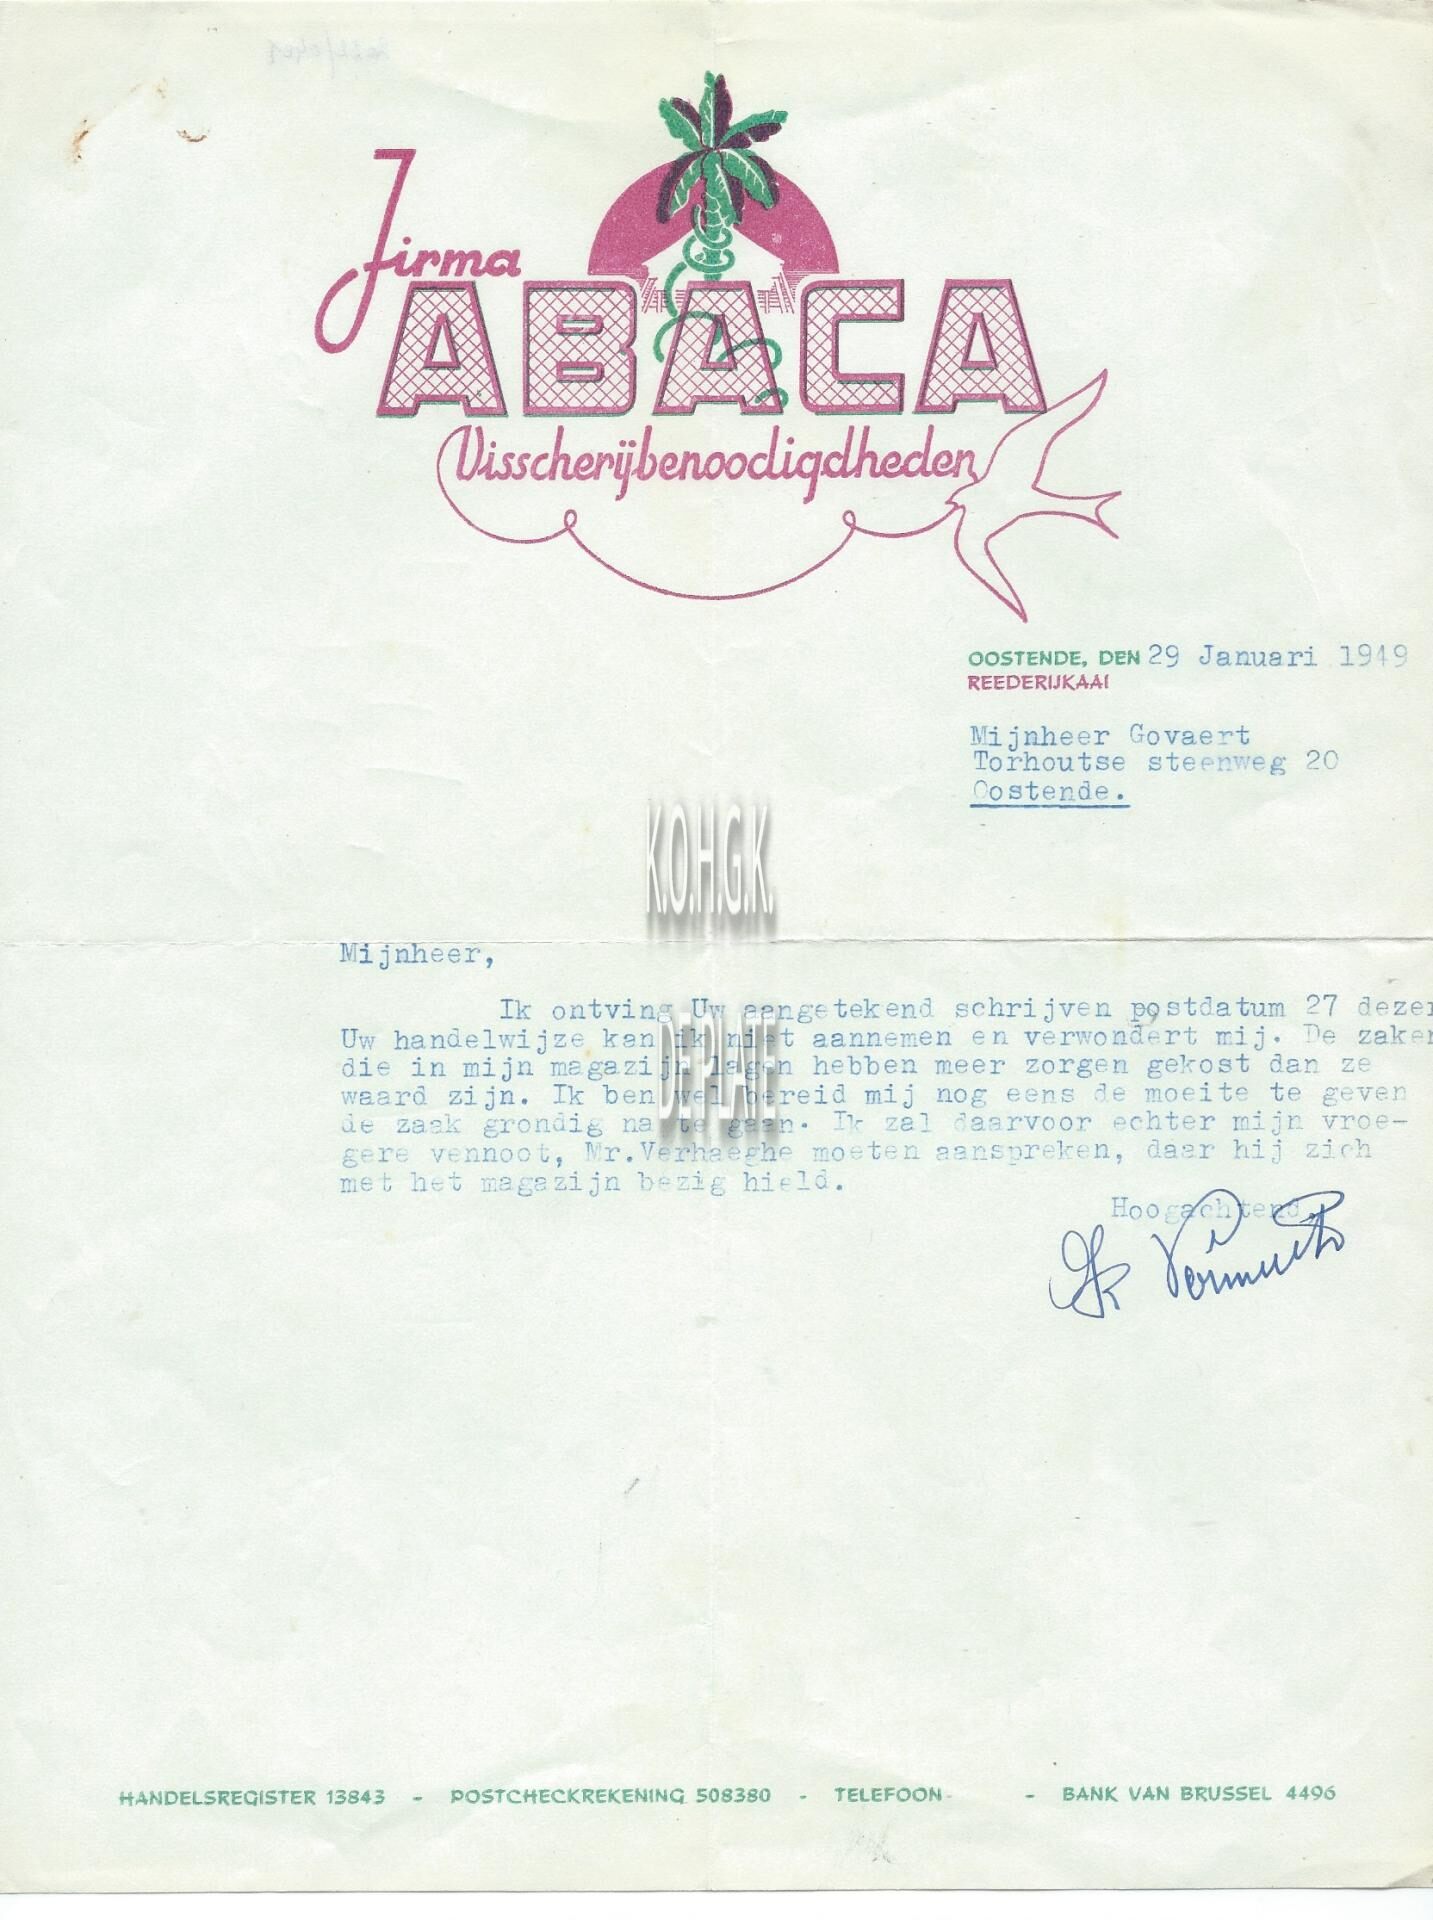 Firma
ABACA
Visscherijbenoodigdheden
OOSTENDE, DEN 29 Januari 1949
REEDERIJKAAI
Mijnheer Govaert
Torhoutse steenweg 20
Oostende.
K.O.H.G.K.
DE PLATE
Mijnheer,
Ik ontving Uw aangetekend schrijven postdatum 27 dezer
Uw handelwijze kan ik niet aannemen en verwondert mij. De zaken
die in mijn magazijn lagen hebben meer zorgen gekost dan ze
waard zijn. Ik ben wel bereid mij nog eens de moeite te geven
de zaak grondig na te gaan. Ik zal daarvoor echter mijn vroe-
gere vennoot, Mr.Verhaeghe moeten aanspreken, daar hij zich
met het magazijn bezig hield.
Hoogachtend,
HANDELSREGISTER 13843 - POSTCHECKREKENING 508380 - TELEFOON - BANK VAN BRUSSEL 4496